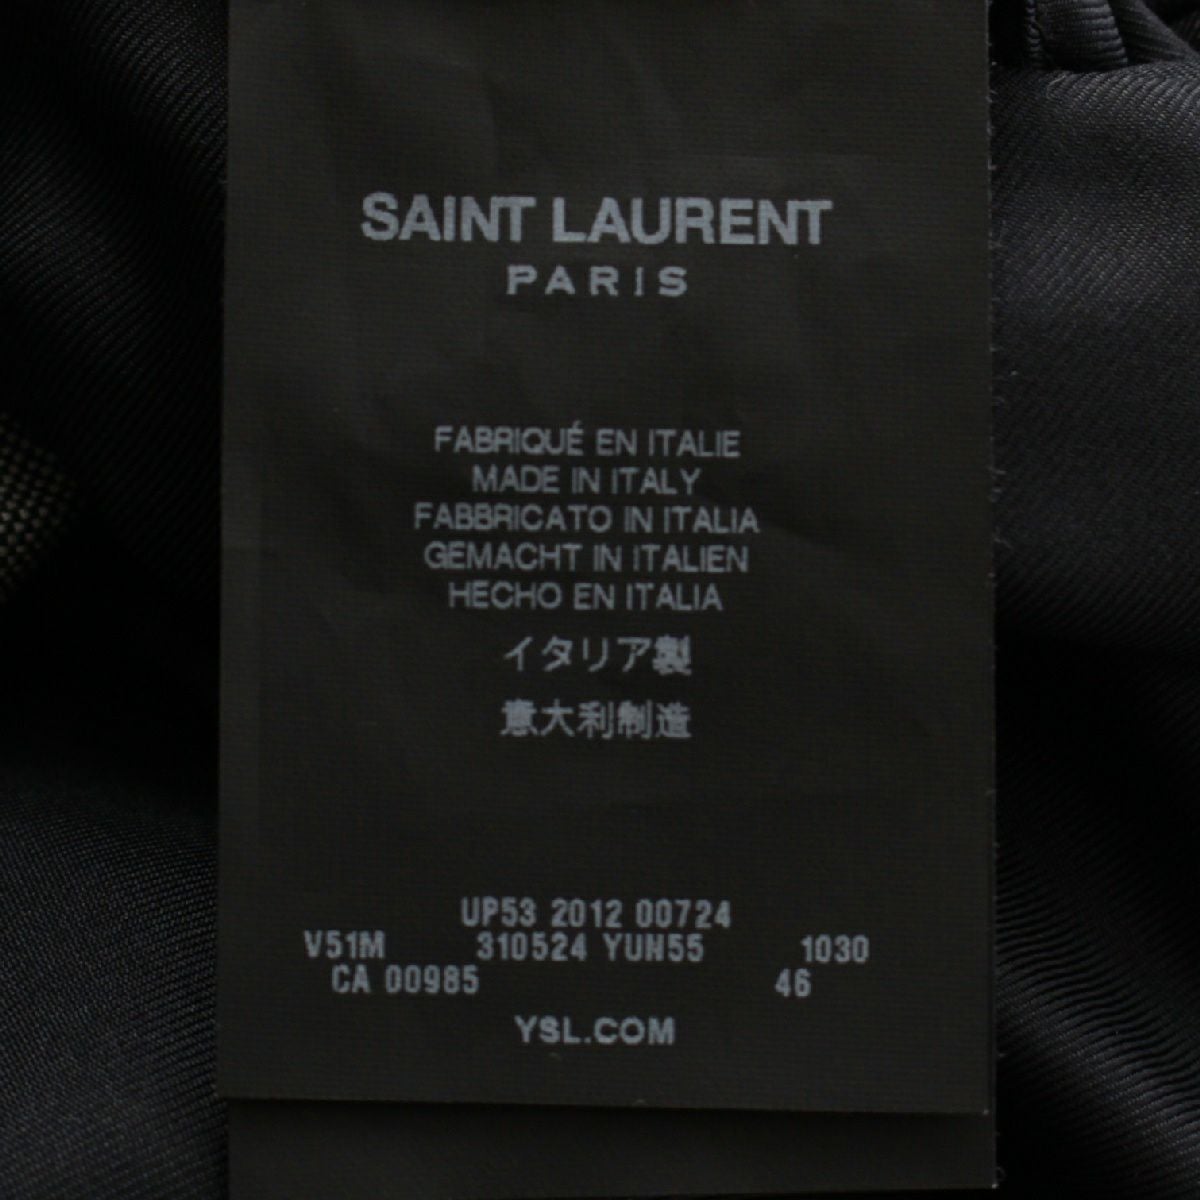 SAINT LAURENT
PARIS
FABRIQUÉ EN ITALIE
MADE IN ITALY
FABBRICATO IN ITALIA
GEMACHT IN ITALIEN
HECHO EN ITALIA
イタリア製
意大利制造
UP53 2012 00724
V51M 310524 YUN55 1030
CA 00985 46
YSL.COM